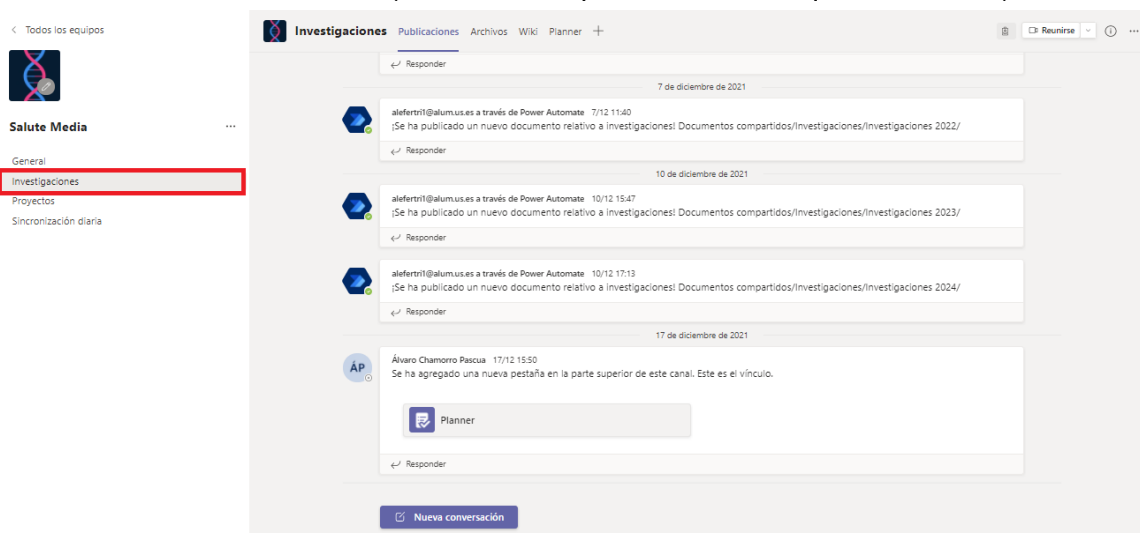 Todos los equipos
Salute Media
General
Investigaciones
Proyectos
Sincronización diaria
Investigaciones Publicaciones Archivos Wiki Planner
Reunirse
Responder
7 de diciembre de 2021
alefertri1@alum.us.es a través de Power Automate 7/12 11:40
¡Se ha publicado un nuevo documento relativo a investigaciones! Documentos compartidos/Investigaciones/Investigaciones 2022/
Responder
10 de diciembre de 2021
alefertri1@alum.us.es a través de Power Automate 10/12 15:47
¡Se ha publicado un nuevo documento relativo a investigaciones! Documentos compartidos/Investigaciones/Investigaciones 2023/
Responder
alefertri1@alum.us.es a través de Power Automate 10/12 17:13
¡Se ha publicado un nuevo documento relativo a investigaciones! Documentos compartidos/Investigaciones/Investigaciones 2024/
Responder
17 de diciembre de 2021
ÁP
Álvaro Chamorro Pascua 17/12 15:50
Se ha agregado una nueva pestaña en la parte superior de este canal. Este es el vínculo.
Planner
Responder
Nueva conversación